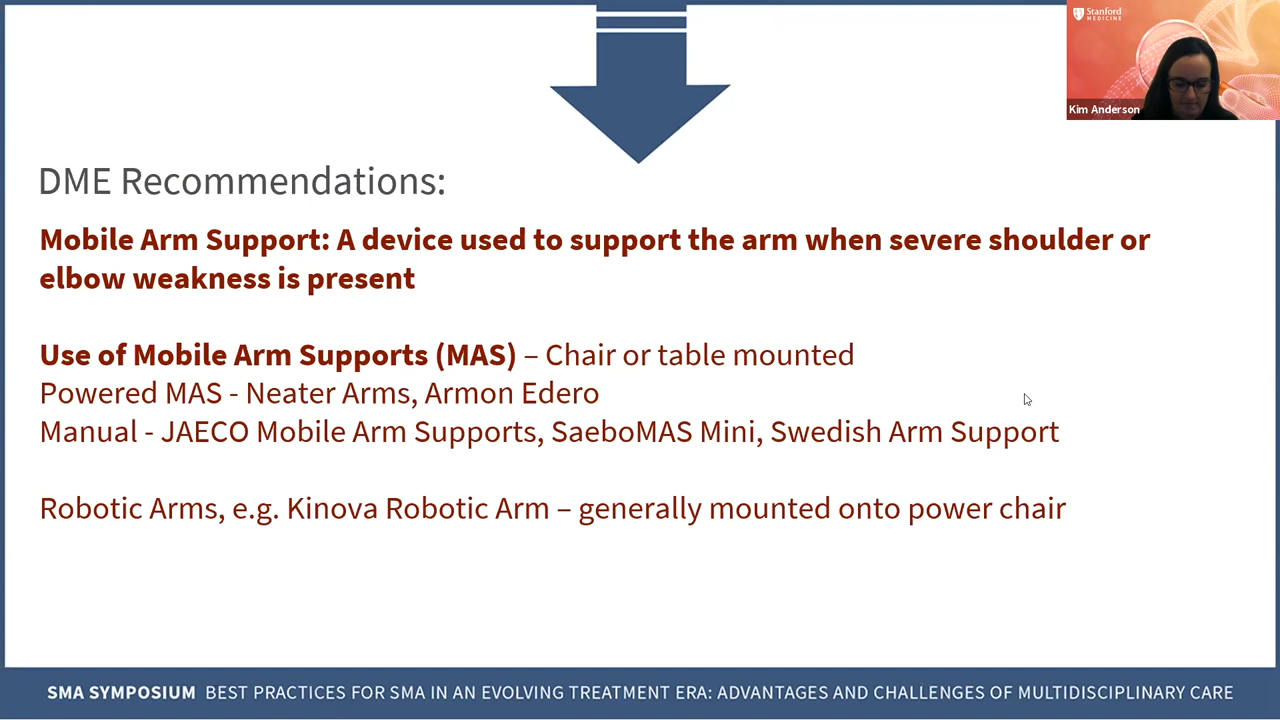 Stanford
MEDICINE
Kim Anderson
DME Recommendations:
Mobile Arm Support: A device used to support the arm when severe shoulder or
elbow weakness is present
Use of Mobile Arm Supports (MAS) – Chair or table mounted
Powered MAS - Neater Arms, Armon Edero
Manual - JAECO Mobile Arm Supports, SaeboMAS Mini, Swedish Arm Support
Robotic Arms, e.g. Kinova Robotic Arm – generally mounted onto power chair
SMA SYMPOSIUM BEST PRACTICES FOR SMA IN AN EVOLVING TREATMENT ERA: ADVANTAGES AND CHALLENGES OF MULTIDISCIPLINARY CARE